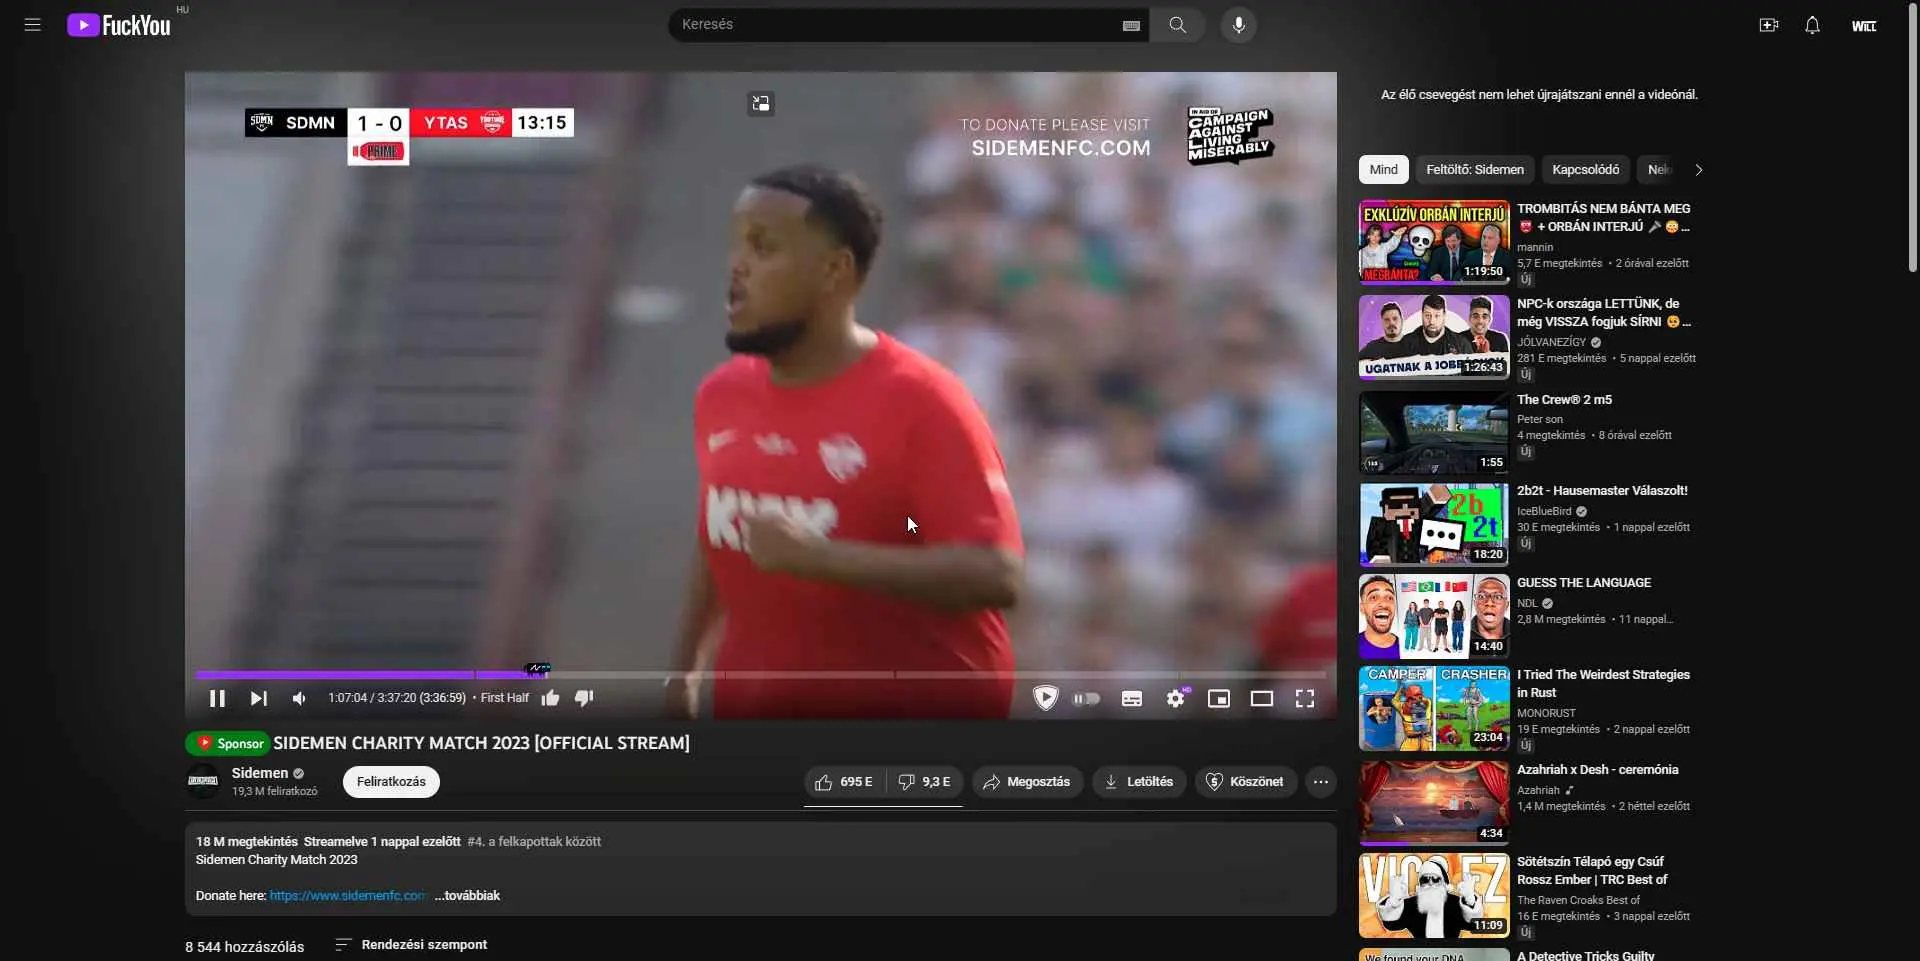 HU
FuckYou
Keresés
WILL
SDMN 1 - 0 YTAS 13:15
PRIME
TO DONATE PLEASE VISIT
SIDEMENFC.COM
IN AID OF
CAMPAIGN
AGAINST
LIVING
MISERABLY
1:07:04 / 3:37:20 (3:36:59) • First Half
HD
Sponsor SIDEMEN CHARITY MATCH 2023 [OFFICIAL STREAM]
Sidemen
19,3 M feliratkozó
Feliratkozás
695 E
9,3 E
Megosztás
Letöltés
Köszönet
18 M megtekintés Streamelve 1 nappal ezelőtt #4. a felkapottak között
Sidemen Charity Match 2023
Donate here: https://www.sidemenfc.com ...továbbiak
8 544 hozzászólás
Rendezési szempont
Az élő csevegést nem lehet újrajátszani ennél a videónál.
Mind
Feltöltő: Sidemen
Kapcsolódó
EXKLÚZÍV ORBÁN INTERJÚ
MEGBÁNTA?
1:19:50
TROMBITÁS NEM BÁNTA MEG
👹 + ORBÁN INTERJÚ 🎤 😳...
mannin
5,7 E megtekintés • 2 órával ezelőtt
Új
UGATNAK A
1:26:43
NPC-k országa LETTÜNK, de
még VISSZA fogjuk SÍRNI 🥺...
JÓLVANEZÍGY
281 E megtekintés • 5 nappal ezelőtt
Új
1:55
The Crew® 2 m5
Peter son
4 megtekintés • 8 órával ezelőtt
Új
2b
2t
18:20
2b2t - Hausemaster Válaszolt!
IceBlueBird
30 E megtekintés • 1 nappal ezelőtt
Új
14:40
GUESS THE LANGUAGE
NDL
2,8 M megtekintés • 11 nappal...
CAMPER CRASHER
23:04
I Tried The Weirdest Strategies
in Rust
MONORUST
19 E megtekintés • 2 nappal ezelőtt
Új
4:34
Azahriah x Desh - ceremónia
Azahriah
1,4 M megtekintés • 2 héttel ezelőtt
11:09
Sötétszín Télapó egy Csúf
Rossz Ember | TRC Best of
The Raven Croaks Best of
16 E megtekintés • 3 nappal ezelőtt
Új
We found your DNA
A Detective Tricks Guilty